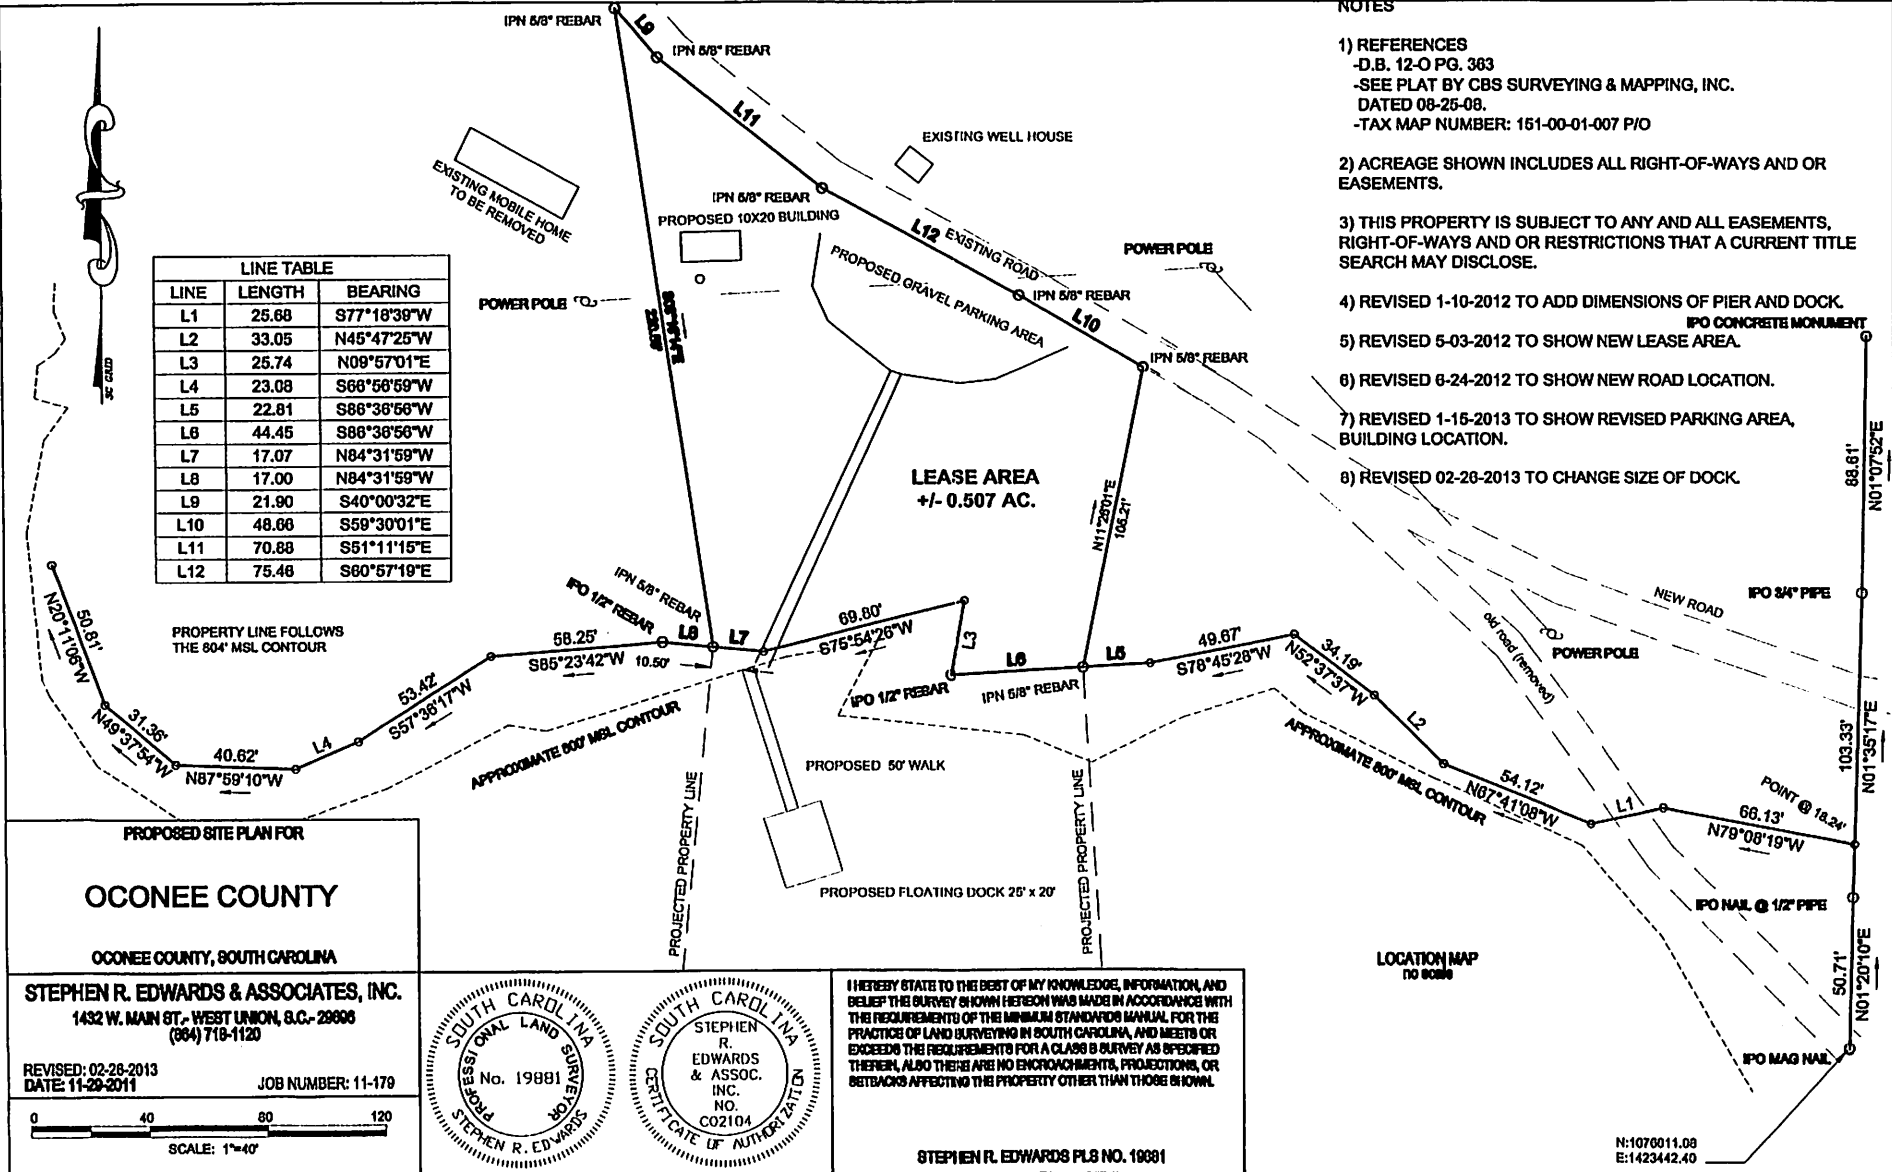 NOTES
1) REFERENCES
-D.B. 12-O PG. 363
-SEE PLAT BY CBS SURVEYING & MAPPING, INC.
DATED 08-25-08.
-TAX MAP NUMBER: 151-00-01-007 P/O
2) ACREAGE SHOWN INCLUDES ALL RIGHT-OF-WAYS AND OR
EASEMENTS.
3) THIS PROPERTY IS SUBJECT TO ANY AND ALL EASEMENTS,
RIGHT-OF-WAYS AND OR RESTRICTIONS THAT A CURRENT TITLE
SEARCH MAY DISCLOSE.
4) REVISED 1-10-2012 TO ADD DIMENSIONS OF PIER AND DOCK.
5) REVISED 5-03-2012 TO SHOW NEW LEASE AREA.
6) REVISED 6-24-2012 TO SHOW NEW ROAD LOCATION.
7) REVISED 1-15-2013 TO SHOW REVISED PARKING AREA,
BUILDING LOCATION.
8) REVISED 02-26-2013 TO CHANGE SIZE OF DOCK.
IPN 5/8" REBAR
L9
IPN 5/8" REBAR
L11
EXISTING WELL HOUSE
EXISTING MOBILE HOME
TO BE REMOVED
IPN 5/8" REBAR
PROPOSED 10X20 BUILDING
L12
EXISTING ROAD
POWER POLE
PROPOSED GRAVEL PARKING AREA
POWER POLE
IPN 5/8" REBAR
L10
IPN 5/8" REBAR
IPO CONCRETE MONUMENT
SC GRID
LINE TABLE
LINE LENGTH BEARING
L1 25.68 S77°18'39"W
L2 33.05 N45°47'25"W
L3 25.74 N09°57'01"E
L4 23.08 S66°56'59"W
L5 22.81 S86°36'56"W
L6 44.45 S86°36'56"W
L7 17.07 N84°31'59"W
L8 17.00 N84°31'59"W
L9 21.90 S40°00'32"E
L10 48.66 S59°30'01"E
L11 70.88 S51°11'15"E
L12 75.46 S60°57'19"E
LEASE AREA
+/- 0.507 AC.
N11°26'01"E
105.21'
88.61'
N01°07'52"E
IPO 3/4" PIPE
NEW ROAD
old road (removed)
POWER POLE
103.33'
N01°35'17"E
50.81'
N20°11'06"W
PROPERTY LINE FOLLOWS
THE 804' MSL CONTOUR
31.36'
N49°37'54"W
40.62'
N87°59'10"W
L4
53.42'
S57°36'17"W
58.25'
S85°23'42"W
IPO 1/2" REBAR
IPN 5/8" REBAR
L8
L7
10.50'
69.80'
S75°54'26"W
L3
IPO 1/2" REBAR
L6
IPN 5/8" REBAR
L5
49.67'
S78°45'28"W
34.19'
N52°37'37"W
L2
54.12'
N67°41'08"W
L1
66.13'
N79°08'19"W
POINT @ 18.24'
APPROXIMATE 800' MSL CONTOUR
APPROXIMATE 800' MSL CONTOUR
PROPOSED 50' WALK
PROPOSED FLOATING DOCK 25' x 20'
PROJECTED PROPERTY LINE
PROJECTED PROPERTY LINE
IPO NAIL @ 1/2" PIPE
50.71'
N01°20'10"E
IPO MAG NAIL
LOCATION MAP
no scale
N:1076011.08
E:1423442.40
PROPOSED SITE PLAN FOR
OCONEE COUNTY
OCONEE COUNTY, SOUTH CAROLINA
STEPHEN R. EDWARDS & ASSOCIATES, INC.
1432 W. MAIN ST.- WEST UNION, S.C.- 29696
(864) 718-1120
REVISED: 02-26-2013
DATE: 11-29-2011 JOB NUMBER: 11-179
0 40 80 120
SCALE: 1"=40'
SOUTH CAROLINA
PROFESSIONAL LAND SURVEYOR
No. 19881
STEPHEN R. EDWARDS
SOUTH CAROLINA
STEPHEN
R.
EDWARDS
& ASSOC.
INC.
NO.
C02104
CERTIFICATE OF AUTHORIZATION
I HEREBY STATE TO THE BEST OF MY KNOWLEDGE, INFORMATION, AND
BELIEF THE SURVEY SHOWN HEREON WAS MADE IN ACCORDANCE WITH
THE REQUIREMENTS OF THE MINIMUM STANDARDS MANUAL FOR THE
PRACTICE OF LAND SURVEYING IN SOUTH CAROLINA, AND MEETS OR
EXCEEDS THE REQUIREMENTS FOR A CLASS B SURVEY AS SPECIFIED
THEREIN, ALSO THERE ARE NO ENCROACHMENTS, PROJECTIONS, OR
SETBACKS AFFECTING THE PROPERTY OTHER THAN THOSE SHOWN.
STEPHEN R. EDWARDS PLS NO. 19881